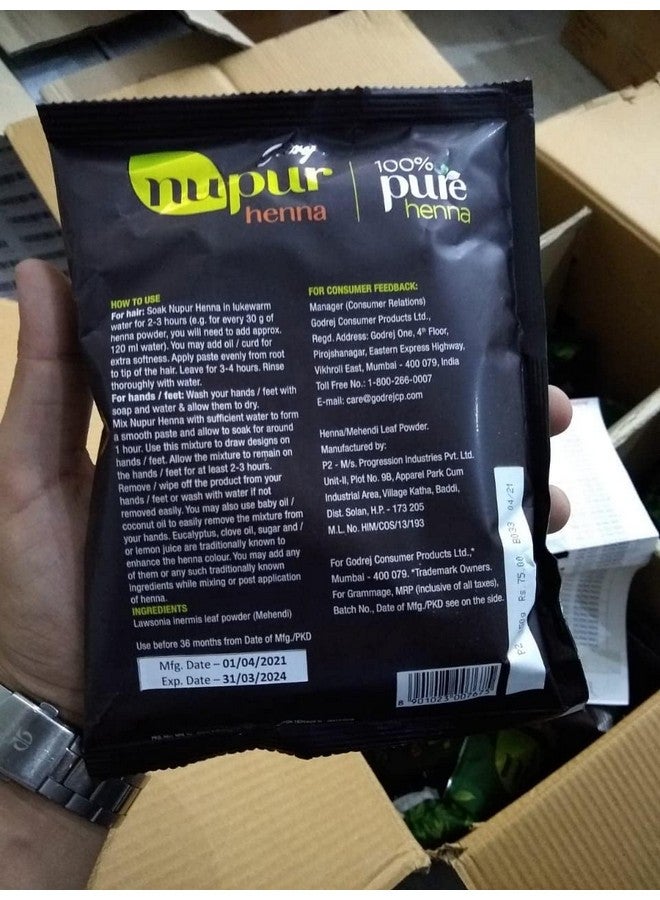 nupur
henna
100%
pure
henna
HOW TO USE
For hair: Soak Nupur Henna in lukewarm
water for 2-3 hours (e.g. for every 30 g of
henna powder, you will need to add approx.
120 ml water). You may add oil / curd for
extra softness. Apply paste evenly from root
to tip of the hair. Leave for 3-4 hours. Rinse
thoroughly with water.
For hands / feet: Wash your hands / feet with
soap and water & allow them to dry.
Mix Nupur Henna with sufficient water to form
a smooth paste and allow to soak for around
1 hour. Use this mixture to draw designs on
hands / feet. Allow the mixture to remain on
the hands / feet for at least 2-3 hours.
Remove / wipe off the product from your
hands / feet or wash with water if not
removed easily. You may also use baby oil /
coconut oil to easily remove the mixture from
your hands. Eucalyptus, clove oil, sugar and /
or lemon juice are traditionally known to
enhance the henna colour. You may add any
of them or any such traditionally known
ingredients while mixing or post application
of henna.
INGREDIENTS
Lawsonia inermis leaf powder (Mehendi)
Use before 36 months from Date of Mfg./PKD
Mfg. Date – 01/04/2021
Exp. Date – 31/03/2024
FOR CONSUMER FEEDBACK:
Manager (Consumer Relations)
Godrej Consumer Products Ltd.,
Regd. Address: Godrej One, 4th Floor,
Pirojshanagar, Eastern Express Highway,
Vikhroli East, Mumbai - 400 079, India
Toll Free No.: 1-800-266-0007
E-mail: care@godrejcp.com
Henna/Mehendi Leaf Powder.
Manufactured by:
P2 - M/s. Progression Industries Pvt. Ltd.
Unit-II, Plot No. 9B, Apparel Park Cum
Industrial Area, Village Katha, Baddi,
Dist. Solan, H.P. - 173 205
M.L. No. HIM/COS/13/193
For Godrej Consumer Products Ltd.,*
Mumbai - 400 079. *Trademark Owners.
For Grammage, MRP (Inclusive of all taxes),
Batch No., Date of Mfg./PKD see on the side.
P2 Rs 75.00 B033 04/21